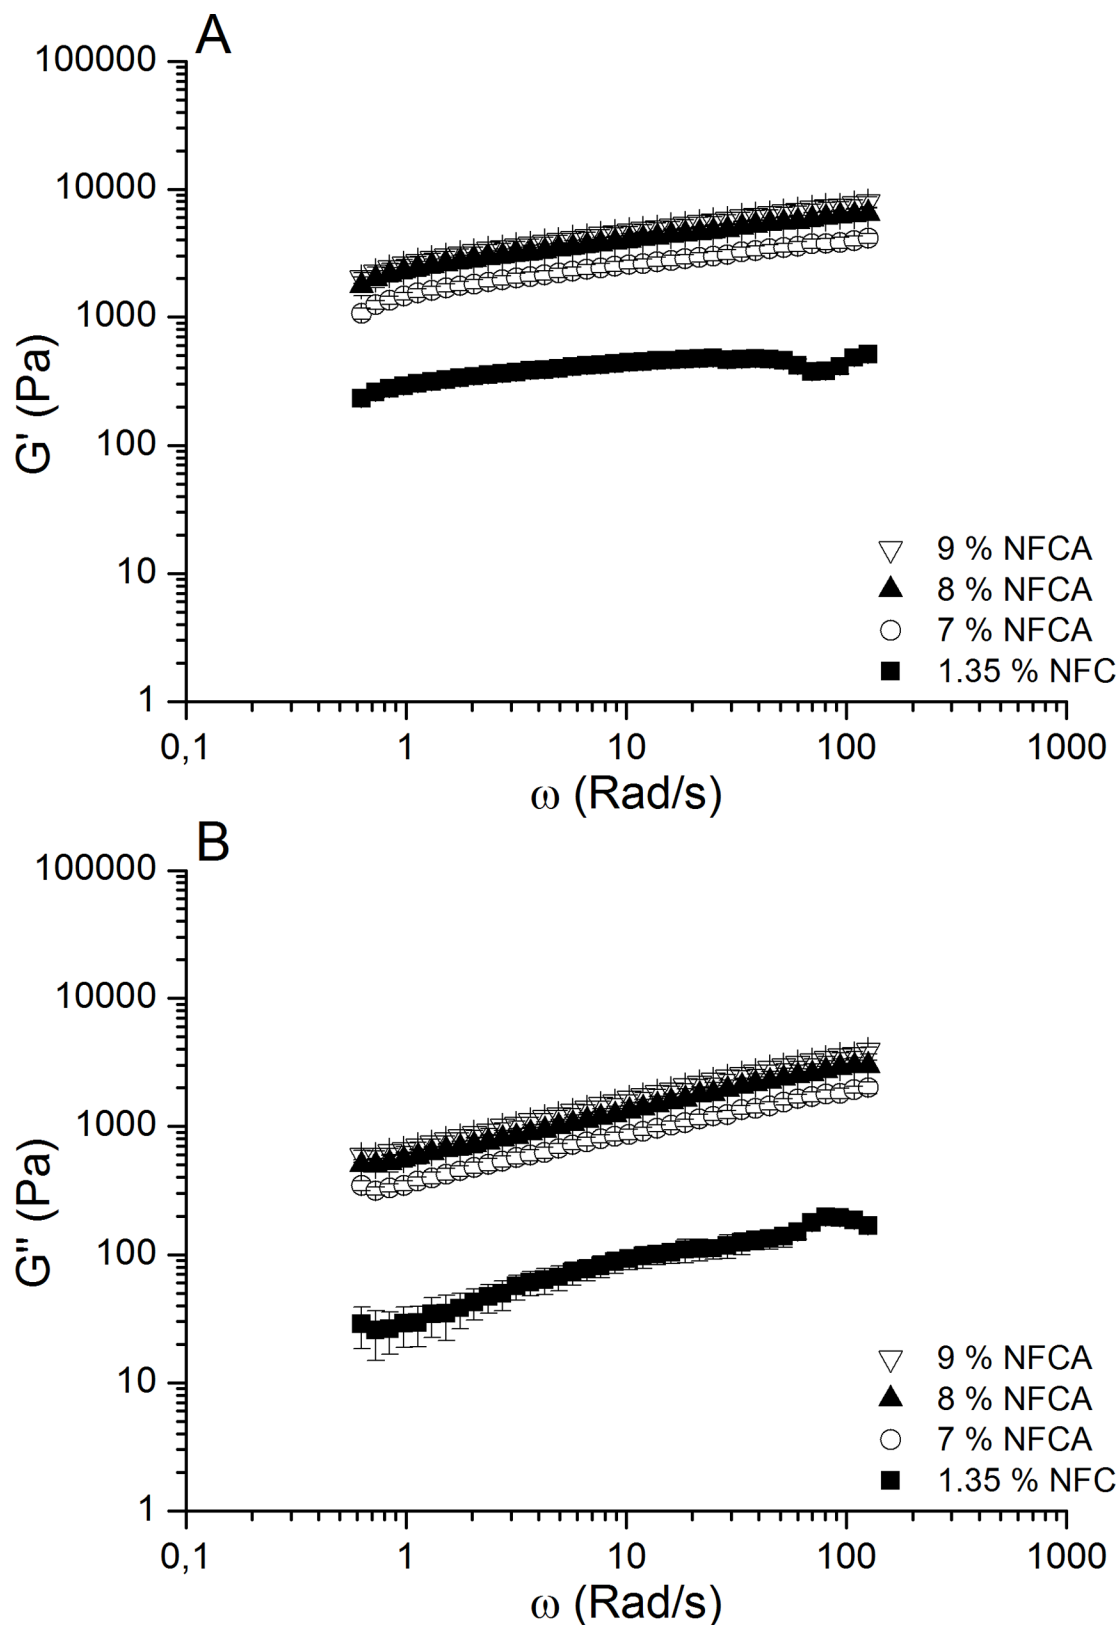 A
100000
10000
1000
100
10
1
G' (Pa)
9 % NFCA
8 % NFCA
7 % NFCA
1.35 % NFC
0,1 1 10 100 1000
ω (Rad/s)
B
100000
10000
1000
100
10
1
G'' (Pa)
9 % NFCA
8 % NFCA
7 % NFCA
1.35 % NFC
0,1 1 10 100 1000
ω (Rad/s)